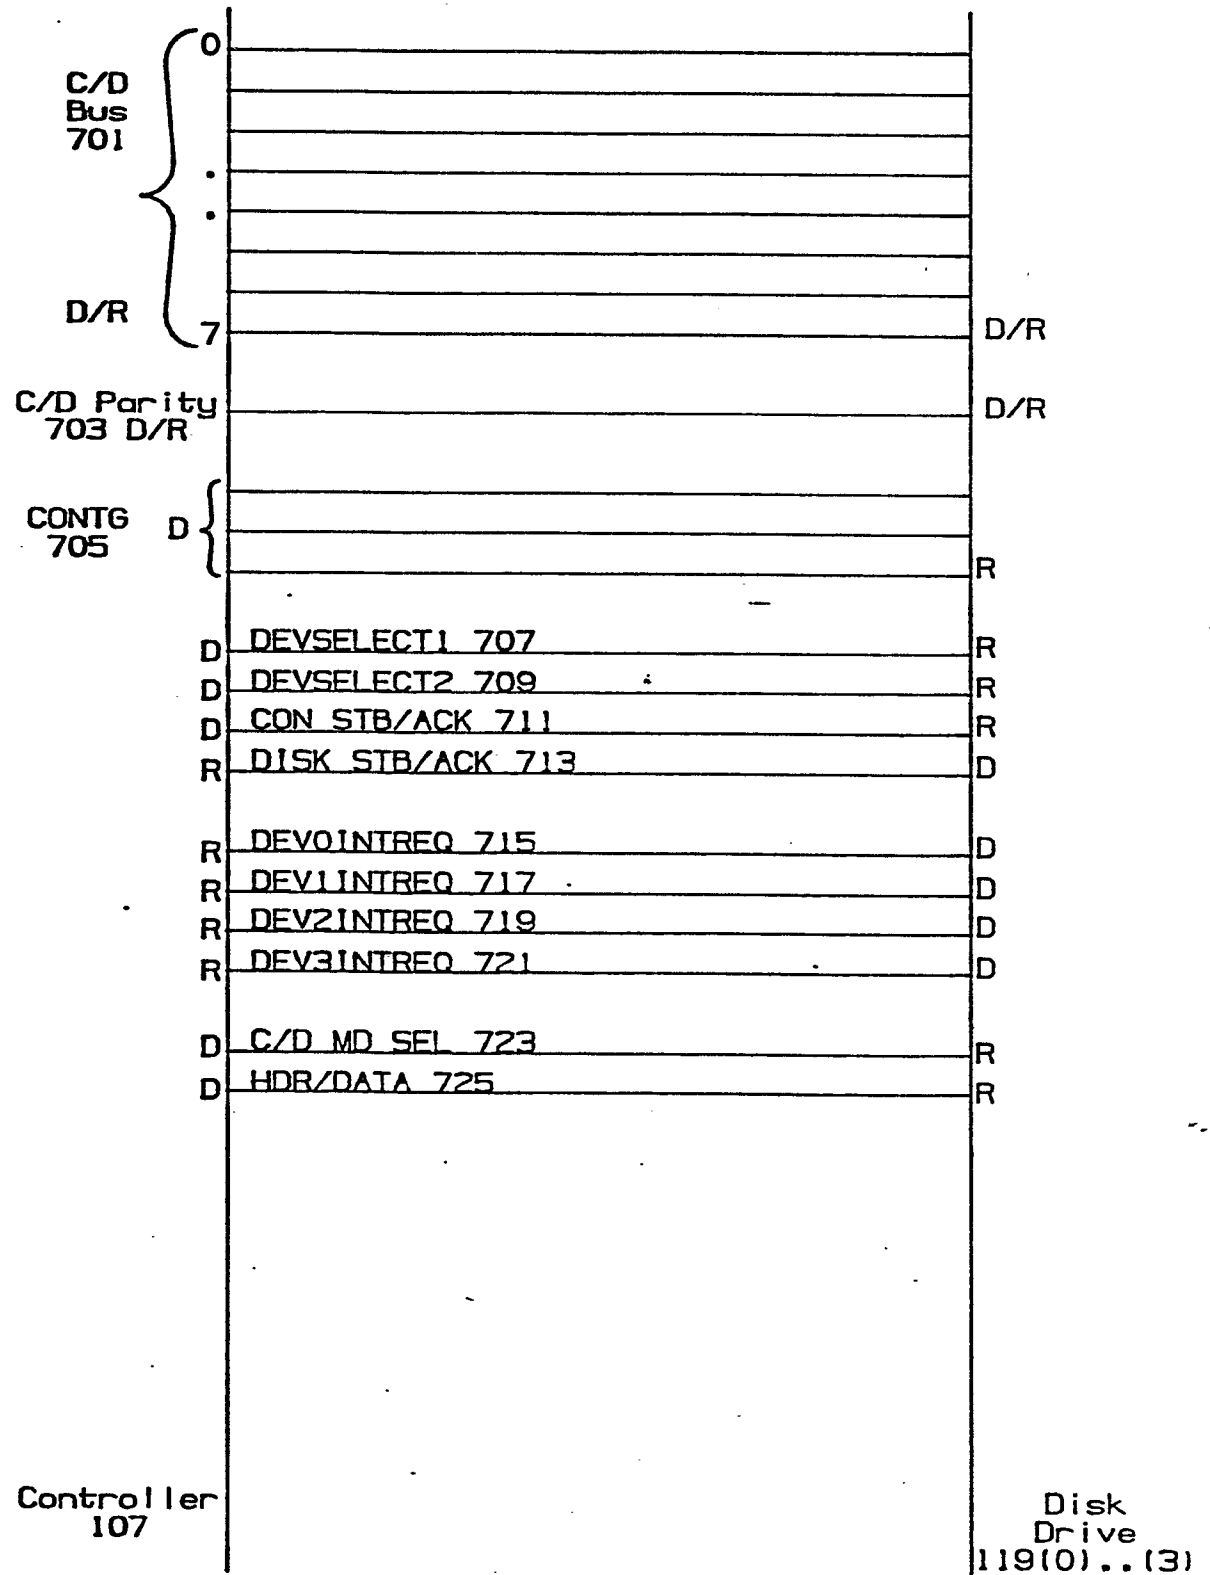 0
C/D
Bus
701
.
.
D/R
7 D/R
C/D Parity D/R
703 D/R
CONTG D
705
R
D DEVSELECT1 707 R
D DEVSELECT2 709 R
D CON STB/ACK 711 R
R DISK STB/ACK 713 D
R DEV0INTREQ 715 D
R DEV1INTREQ 717 D
R DEV2INTREQ 719 D
R DEV3INTREQ 721 D
D C/D MD SEL 723 R
D HDR/DATA 725 R
Controller
107
Disk
Drive
119(0)..(3)